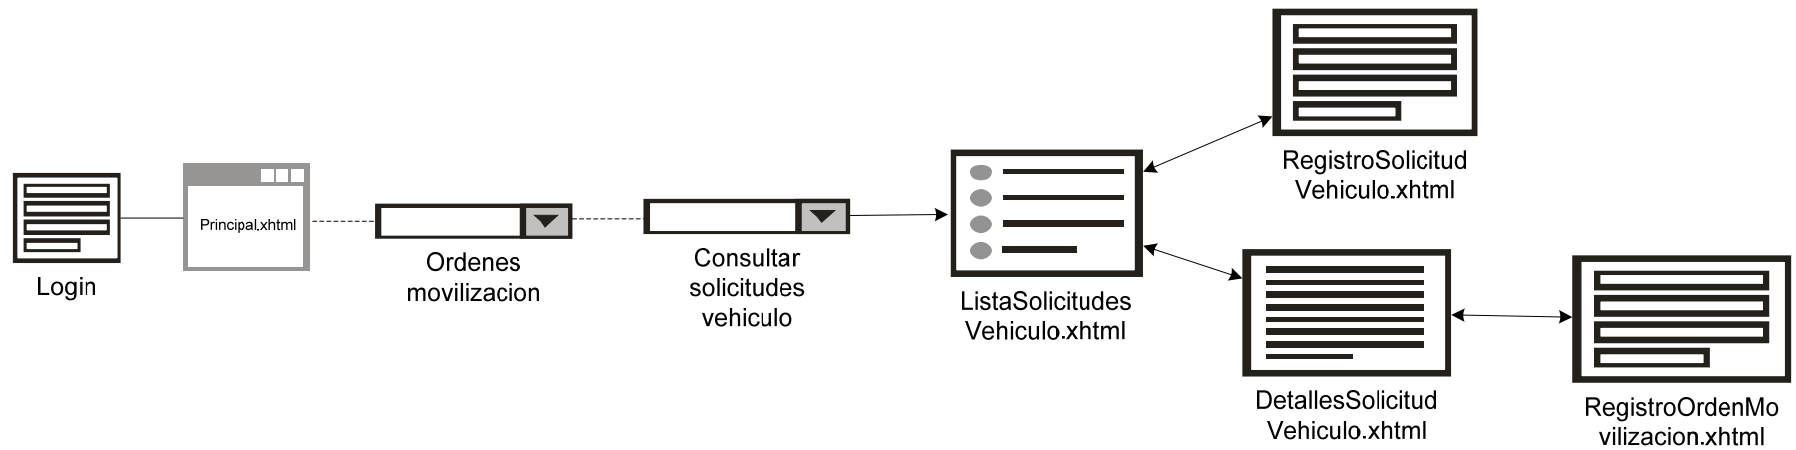 Login
Principal.xhtml
Ordenes
movilizacion
Consultar
solicitudes
vehiculo
ListaSolicitudes
Vehiculo.xhtml
RegistroSolicitud
Vehiculo.xhtml
DetallesSolicitud
Vehiculo.xhtml
RegistroOrdenMo
vilizacion.xhtml